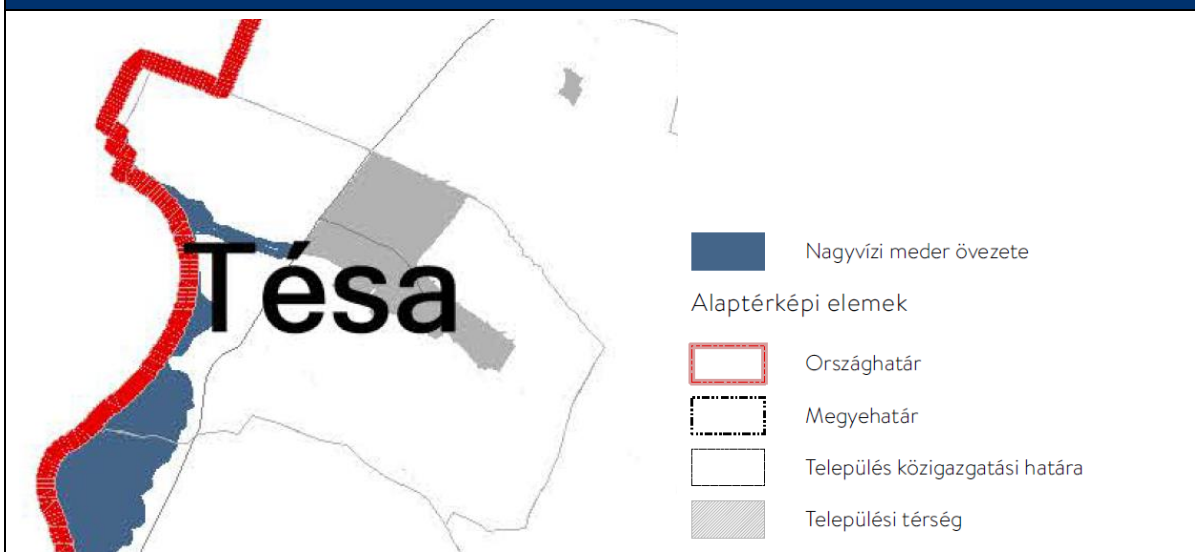 Tésa
Nagyvízi meder övezete
Alaptérképi elemek
Országhatár
Megyehatár
Település közigazgatási határa
Települési térség